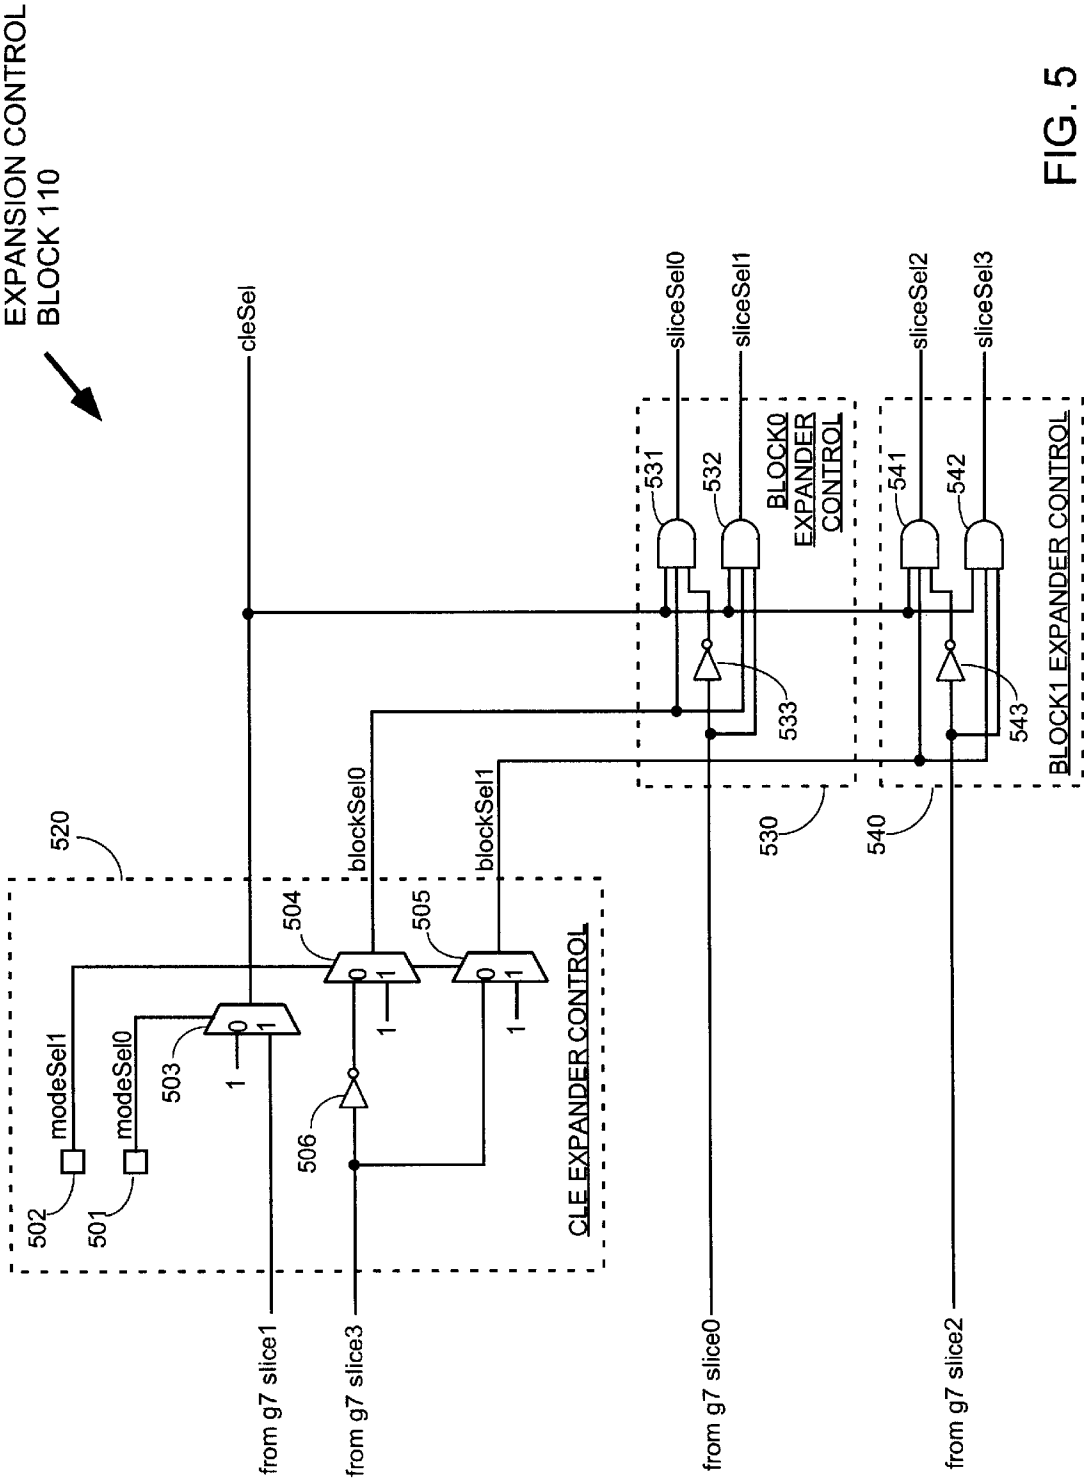 EXPANSION CONTROL
BLOCK 110
520
502
modeSel1
501
modeSel0
503
0
1
1
cleSel
504
0
1
1
blockSel0
505
0
1
1
blockSel1
506
CLE EXPANDER CONTROL
from g7 slice1
from g7 slice3
from g7 slice0
from g7 slice2
530
533
531
532
sliceSel0
sliceSel1
BLOCK0
EXPANDER
CONTROL
540
543
541
542
sliceSel2
sliceSel3
BLOCK1 EXPANDER CONTROL
FIG. 5